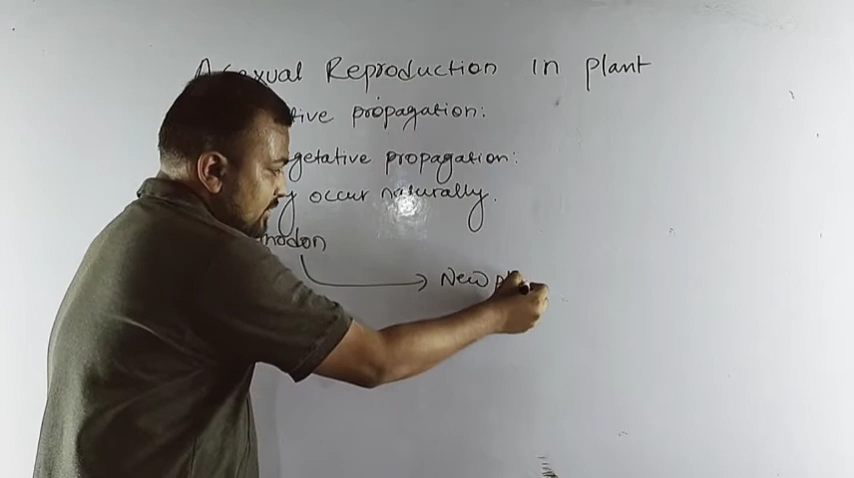 Asexual Reproduction in plant
tive propagation:
getative propagation:
y occur naturally.
nodon
New p